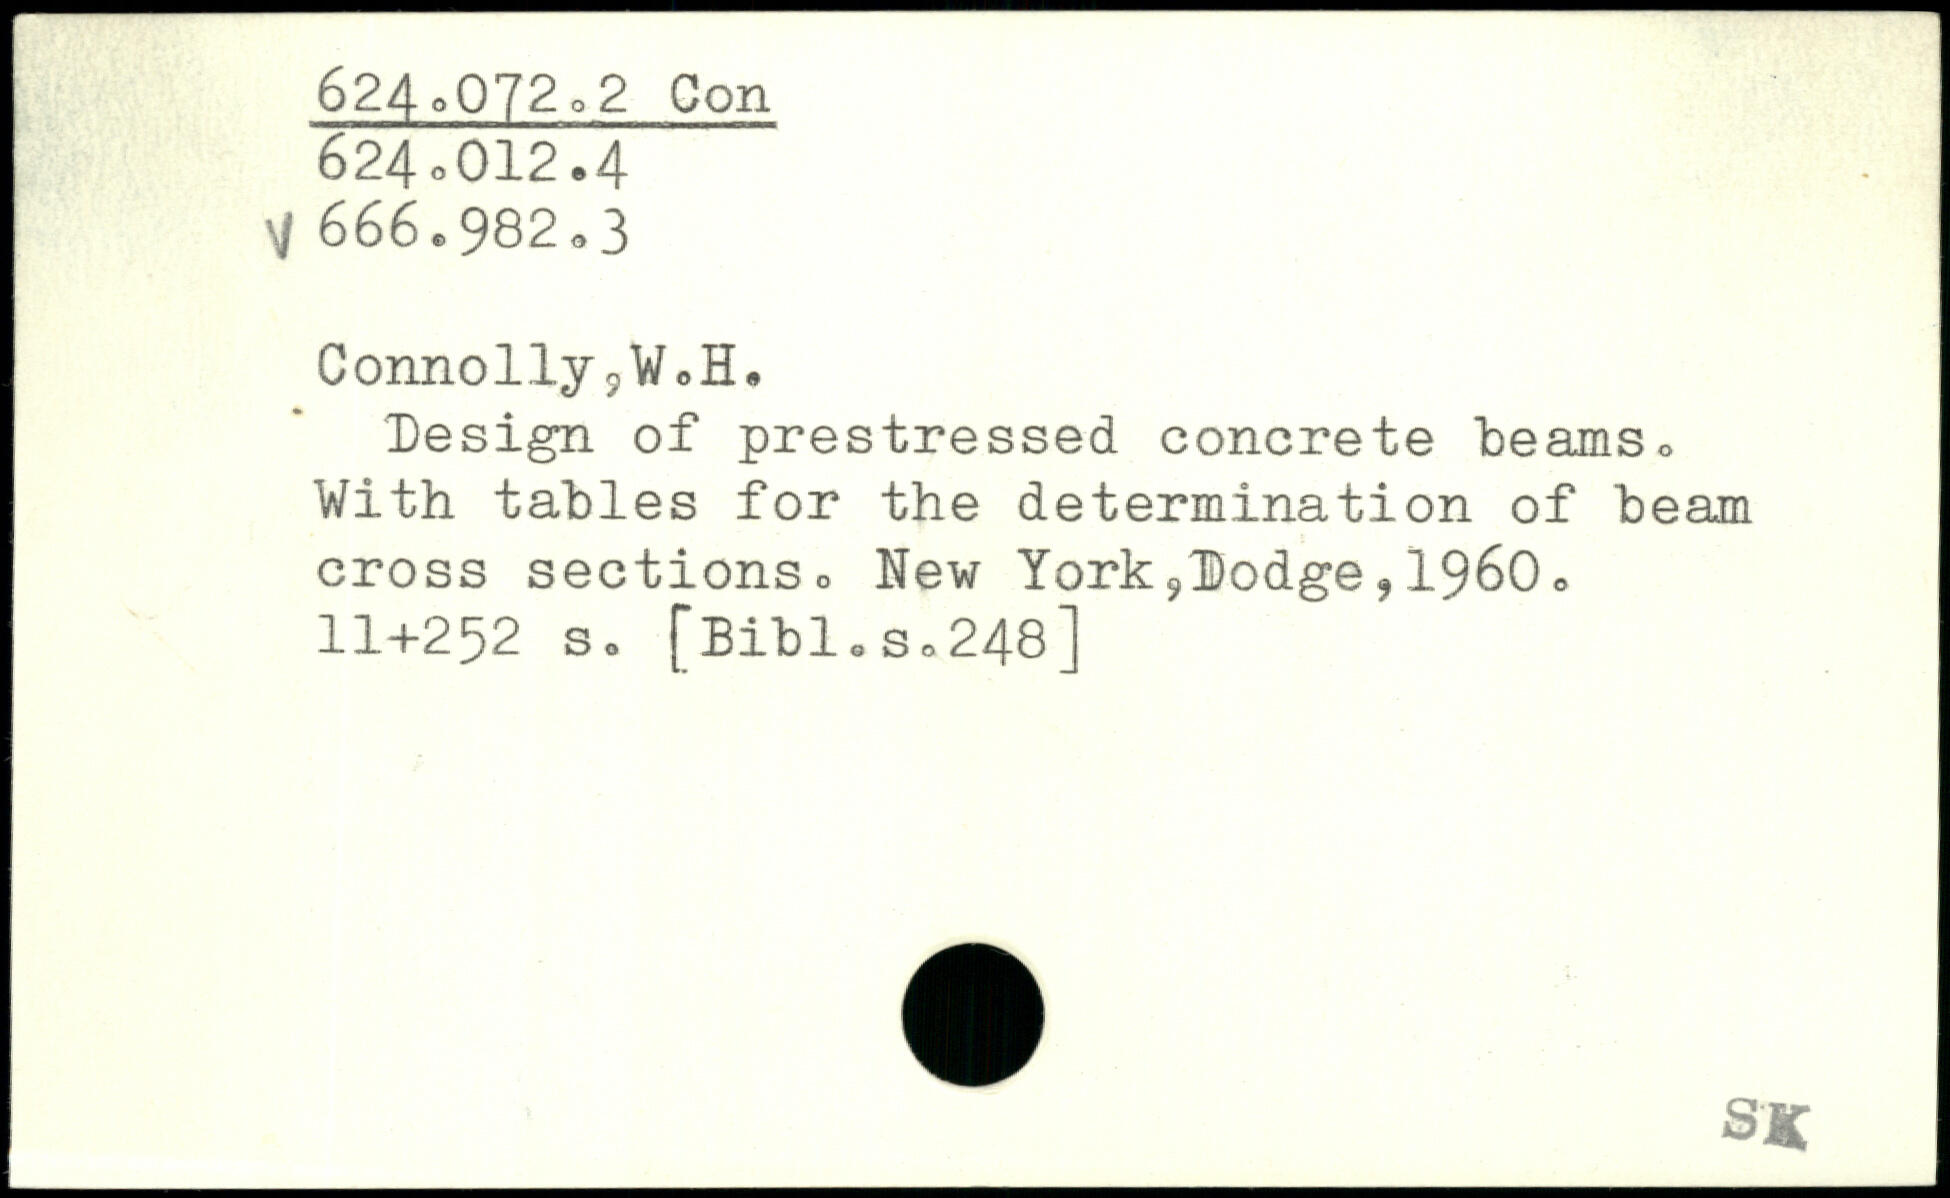 624.072.2 Con
624.012.4
V 666.982.3
Connolly,W.H.
Design of prestressed concrete beams.
With tables for the determination of beam
cross sections. New York,Dodge,1960.
11+252 s. [Bibl.s.248]
SK